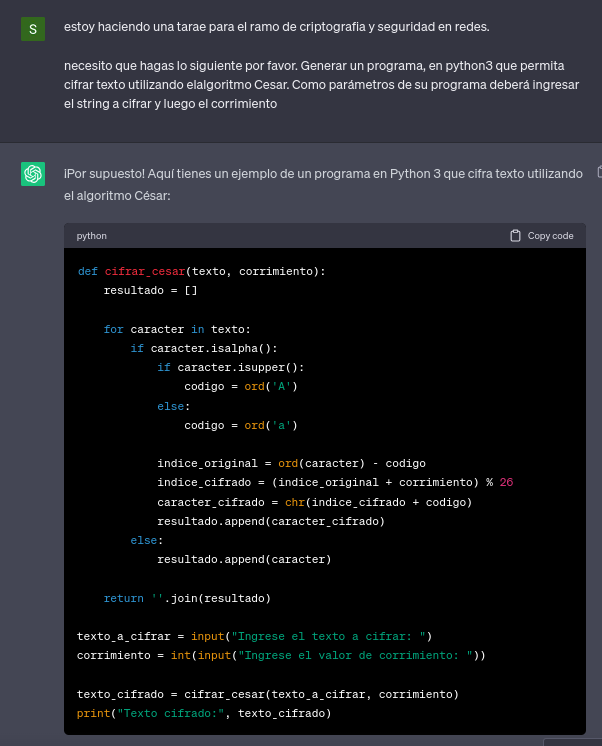 S
estoy haciendo una tarae para el ramo de criptografia y seguridad en redes.
necesito que hagas lo siguiente por favor. Generar un programa, en python3 que permita
cifrar texto utilizando elalgoritmo Cesar. Como parámetros de su programa deberá ingresar
el string a cifrar y luego el corrimiento
¡Por supuesto! Aquí tienes un ejemplo de un programa en Python 3 que cifra texto utilizando
el algoritmo César:
python
Copy code
def cifrar_cesar(texto, corrimiento):
    resultado = []

    for caracter in texto:
        if caracter.isalpha():
            if caracter.isupper():
                codigo = ord('A')
            else:
                codigo = ord('a')

            indice_original = ord(caracter) - codigo
            indice_cifrado = (indice_original + corrimiento) % 26
            caracter_cifrado = chr(indice_cifrado + codigo)
            resultado.append(caracter_cifrado)
        else:
            resultado.append(caracter)

    return ''.join(resultado)

texto_a_cifrar = input("Ingrese el texto a cifrar: ")
corrimiento = int(input("Ingrese el valor de corrimiento: "))

texto_cifrado = cifrar_cesar(texto_a_cifrar, corrimiento)
print("Texto cifrado:", texto_cifrado)